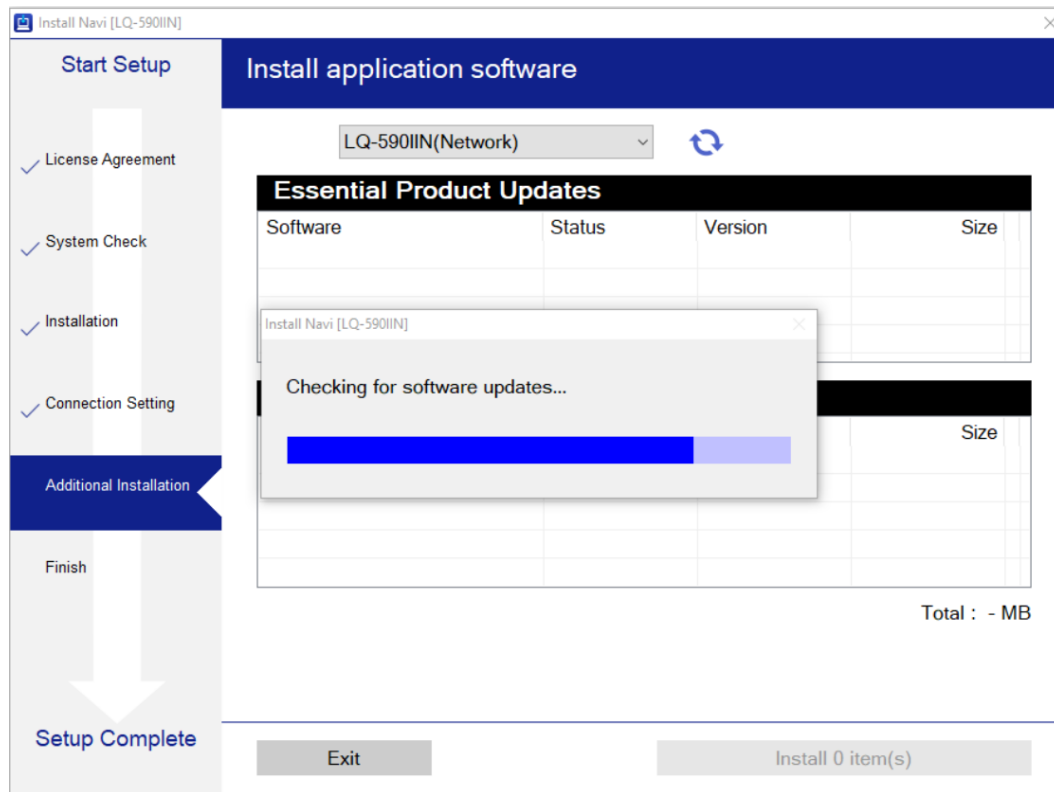 Install Navi [LQ-590IIN]
Start Setup
License Agreement
System Check
Installation
Connection Setting
Additional Installation
Finish
Setup Complete
Install application software
LQ-590IIN(Network)
Essential Product Updates
Software Status Version Size
Install Navi [LQ-590IIN]
Checking for software updates...
Size
Total : - MB
Exit
Install 0 item(s)